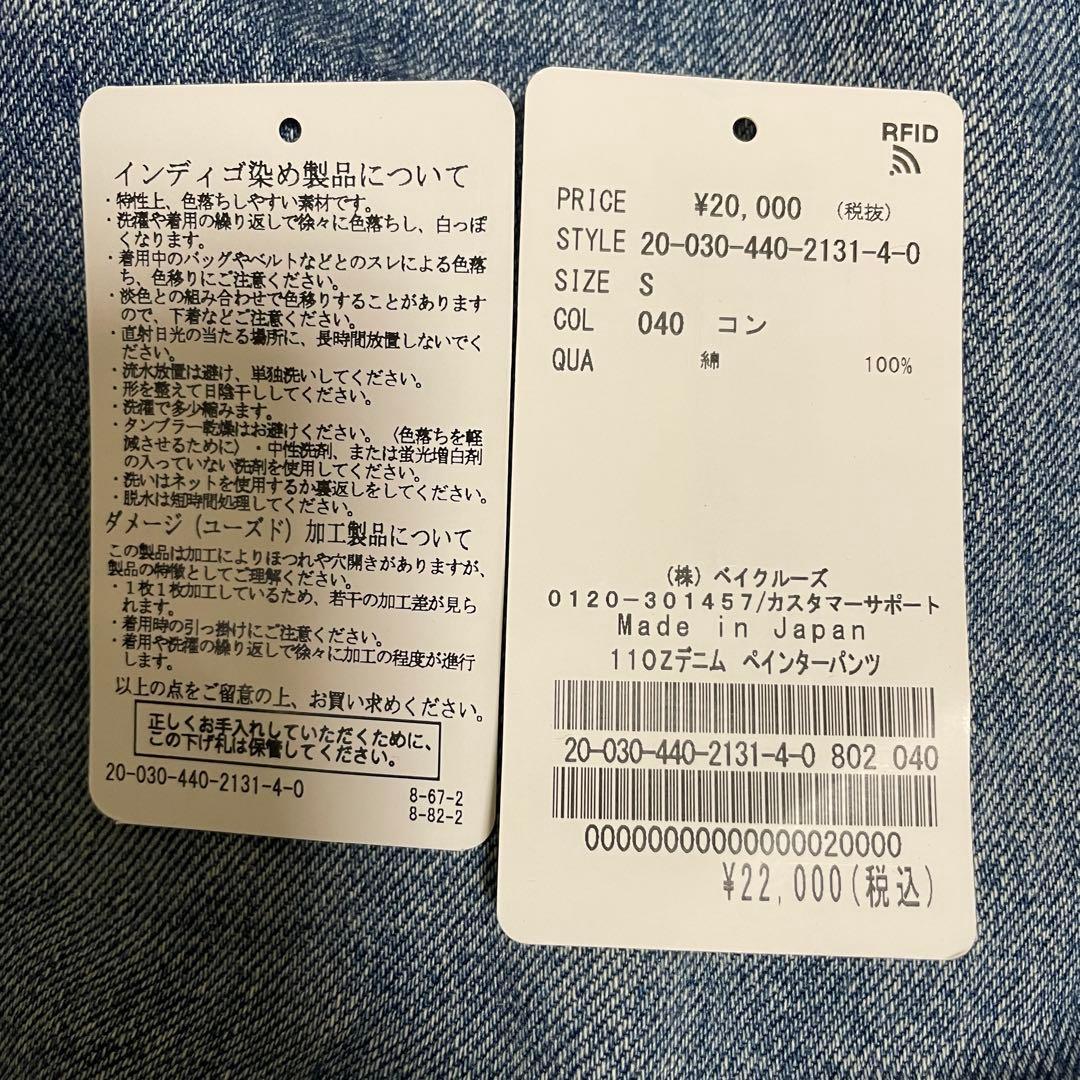 インディゴ染め製品について
・特性上、色落ちしやすい素材です。
・洗濯や着用の繰り返しで徐々に色落ちし、白っぽ
くなります。
・着用中のバッグやベルトなどとのスレによる色落
ち、色移りにご注意ください。
・淡色との組み合わせで色移りすることがあります
ので、下着などご注意ください。
・直射日光の当たる場所に、長時間放置しないでく
ださい。
・流水放置は避け、単独洗いしてください。
・形を整えて日陰干ししてください。
・洗濯で多少縮みます。
・タンブラー乾燥はお避けください。〈色落ちを軽
減させるために〉・中性洗剤、または蛍光増白剤
の入っていない洗剤を使用してください。
・洗いはネットを使用するか裏返しをしてください。
・脱水は短時間処理してください。
ダメージ（ユーズド）加工製品について
この製品は加工によりほつれや穴開きがありますが、
製品の特徴としてご理解ください。
・１枚１枚加工しているため、若干の加工差が見ら
れます。
・着用時の引っ掛けにご注意ください。
・着用や洗濯の繰り返しで徐々に加工の程度が進行
します。
以上の点をご留意の上、お買い求めください。
正しくお手入れしていただくために、
この下げ札は保管してください。
20-030-440-2131-4-0
8-67-2
8-82-2
RFID
PRICE ¥20,000 (税抜)
STYLE 20-030-440-2131-4-0
SIZE S
COL 040 コン
QUA 綿 100%
（株）ベイクルーズ
０１２０－３０１４５７/カスタマーサポート
Made in Japan
11OZデニム ペインターパンツ
20-030-440-2131-4-0 802 040
00000000000000020000
¥22,000(税込)